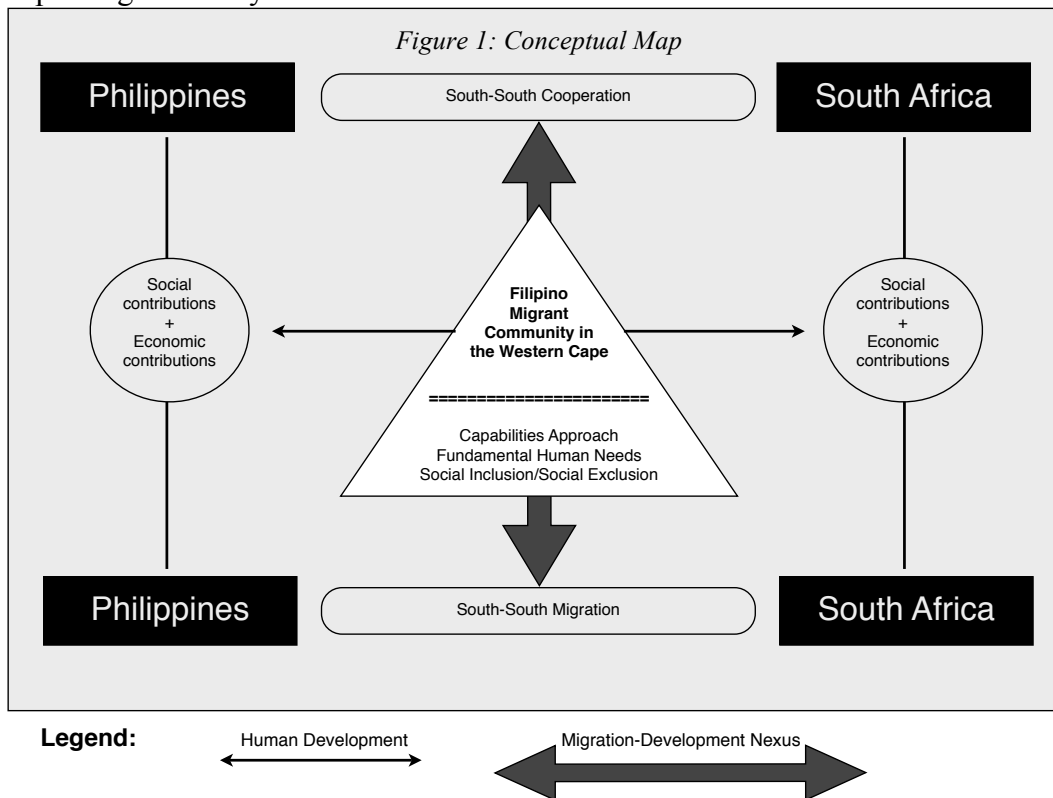 Figure 1: Conceptual Map
Philippines
South-South Cooperation
South Africa
Social
contributions
+
Economic
contributions
Filipino
Migrant
Community in
the Western Cape
=======================
Capabilities Approach
Fundamental Human Needs
Social Inclusion/Social Exclusion
Social
contributions
+
Economic
contributions
Philippines
South-South Migration
South Africa
Legend:
Human Development
Migration-Development Nexus